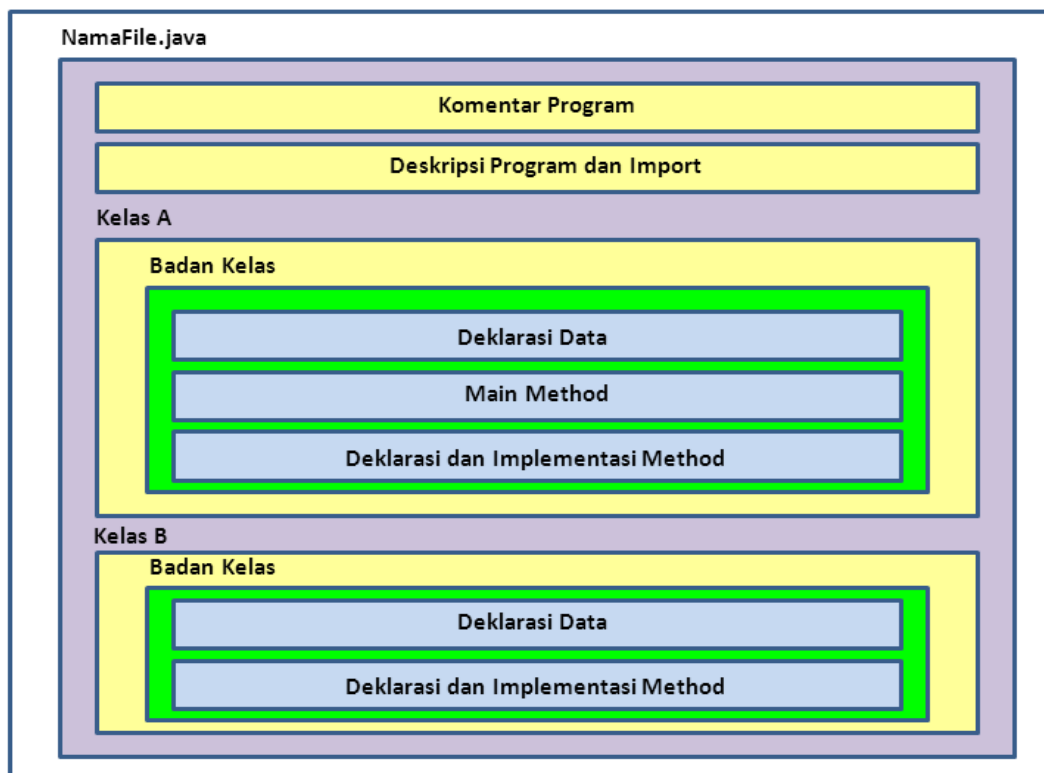 NamaFile.java
Komentar Program
Deskripsi Program dan Import
Kelas A
Badan Kelas
Deklarasi Data
Main Method
Deklarasi dan Implementasi Method
Kelas B
Badan Kelas
Deklarasi Data
Deklarasi dan Implementasi Method